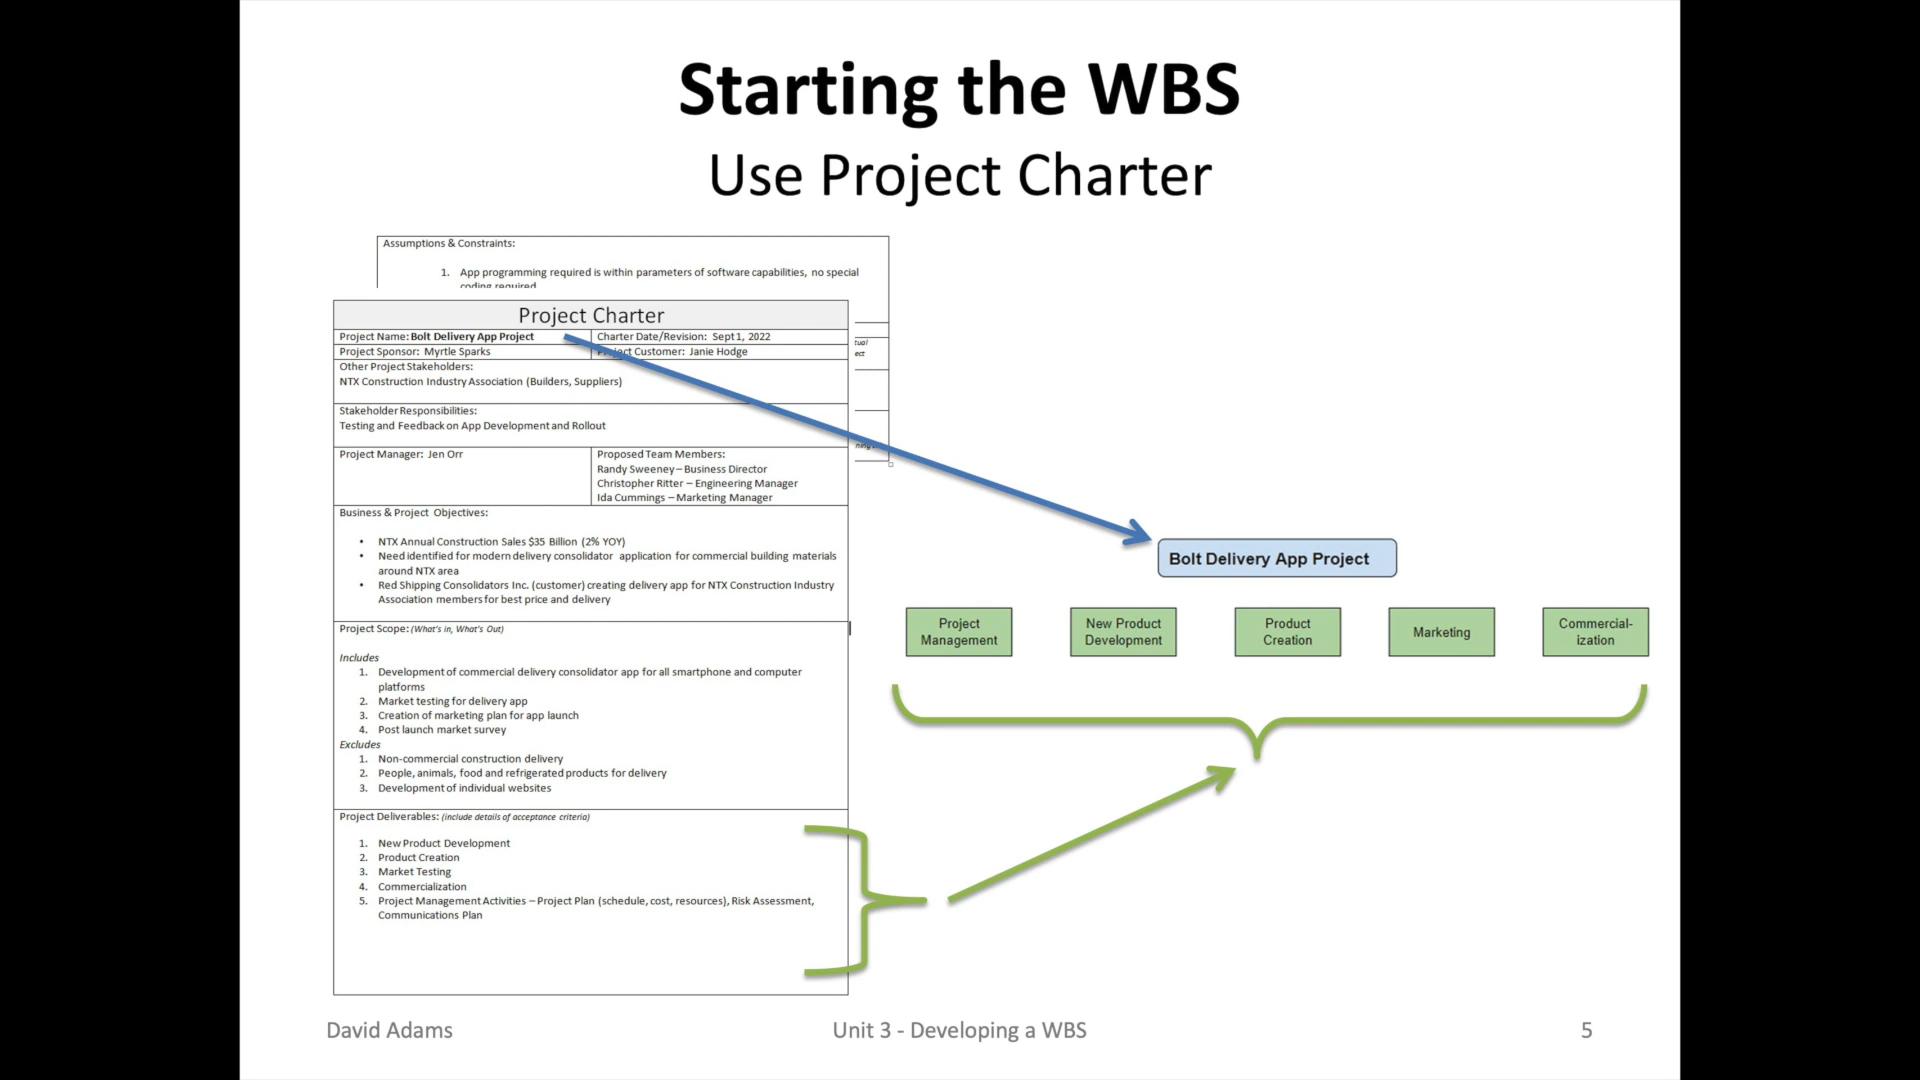 Starting the WBS
Use Project Charter
Assumptions & Constraints:
1. App programming required is within parameters of software capabilities, no special
coding required
Project Charter
Project Name: Bolt Delivery App Project
Charter Date/Revision: Sept 1, 2022
Project Sponsor: Myrtle Sparks
Project Customer: Janie Hodge
Other Project Stakeholders:
NTX Construction Industry Association (Builders, Suppliers)
Stakeholder Responsibilities:
Testing and Feedback on App Development and Rollout
Project Manager: Jen Orr
Proposed Team Members:
Randy Sweeney – Business Director
Christopher Ritter – Engineering Manager
Ida Cummings – Marketing Manager
Business & Project Objectives:
• NTX Annual Construction Sales $35 Billion (2% YOY)
• Need identified for modern delivery consolidator application for commercial building materials
around NTX area
• Red Shipping Consolidators Inc. (customer) creating delivery app for NTX Construction Industry
Association members for best price and delivery
Project Scope: (What's in, What's Out)
Includes
1. Development of commercial delivery consolidator app for all smartphone and computer
platforms
2. Market testing for delivery app
3. Creation of marketing plan for app launch
4. Post launch market survey
Excludes
1. Non-commercial construction delivery
2. People, animals, food and refrigerated products for delivery
3. Development of individual websites
Project Deliverables: (include details of acceptance criteria)
1. New Product Development
2. Product Creation
3. Market Testing
4. Commercialization
5. Project Management Activities – Project Plan (schedule, cost, resources), Risk Assessment,
Communications Plan
tual
ect
Bolt Delivery App Project
Project
Management
New Product
Development
Product
Creation
Marketing
Commercial-
ization
David Adams
Unit 3 - Developing a WBS
5